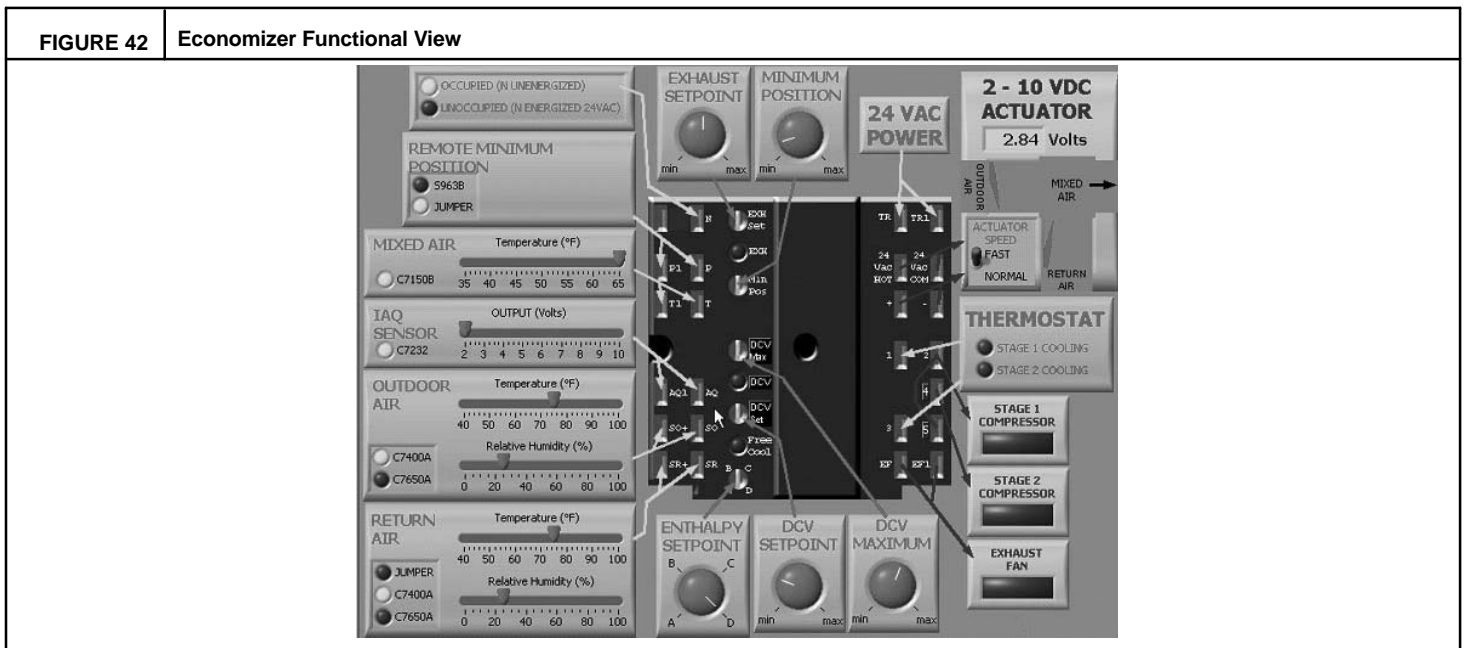 FIGURE 42 Economizer Functional View
OCCUPIED (N UNENERGIZED)
UNOCCUPIED (N ENERGIZED 24VAC)
REMOTE MINIMUM
POSITION
S963B
JUMPER
MIXED AIR
Temperature (°F)
C7150B
35 40 45 50 55 60 65
IAQ
SENSOR
OUTPUT (Volts)
C7232
2 3 4 5 6 7 8 9 10
OUTDOOR
AIR
Temperature (°F)
40 50 60 70 80 90 100
Relative Humidity (%)
C7400A
C7650A
0 20 40 60 80 100
RETURN
AIR
Temperature (°F)
40 50 60 70 80 90 100
JUMPER
C7400A
C7650A
Relative Humidity (%)
0 20 40 60 80 100
EXHAUST
SETPOINT
min max
MINIMUM
POSITION
min max
24 VAC
POWER
2 - 10 VDC
ACTUATOR
2.84 Volts
OUTDOOR
AIR
MIXED
AIR
ACTUATOR
SPEED
FAST
NORMAL
RETURN
AIR
N
EXH
Set
P1 P
EXH
Min
Pos
T1 T
DCV
Max
AQ1 AQ
DCV
DCV
Set
SO+ SO
Free
Cool
SR+ SR
B C
D
TR TR1
24 24
Vac Vac
HOT COM
+ -
1 2
4
3 5
EF EF1
THERMOSTAT
STAGE 1 COOLING
STAGE 2 COOLING
STAGE 1
COMPRESSOR
STAGE 2
COMPRESSOR
EXHAUST
FAN
ENTHALPY
SETPOINT
B C
A D
DCV
SETPOINT
min max
DCV
MAXIMUM
min max